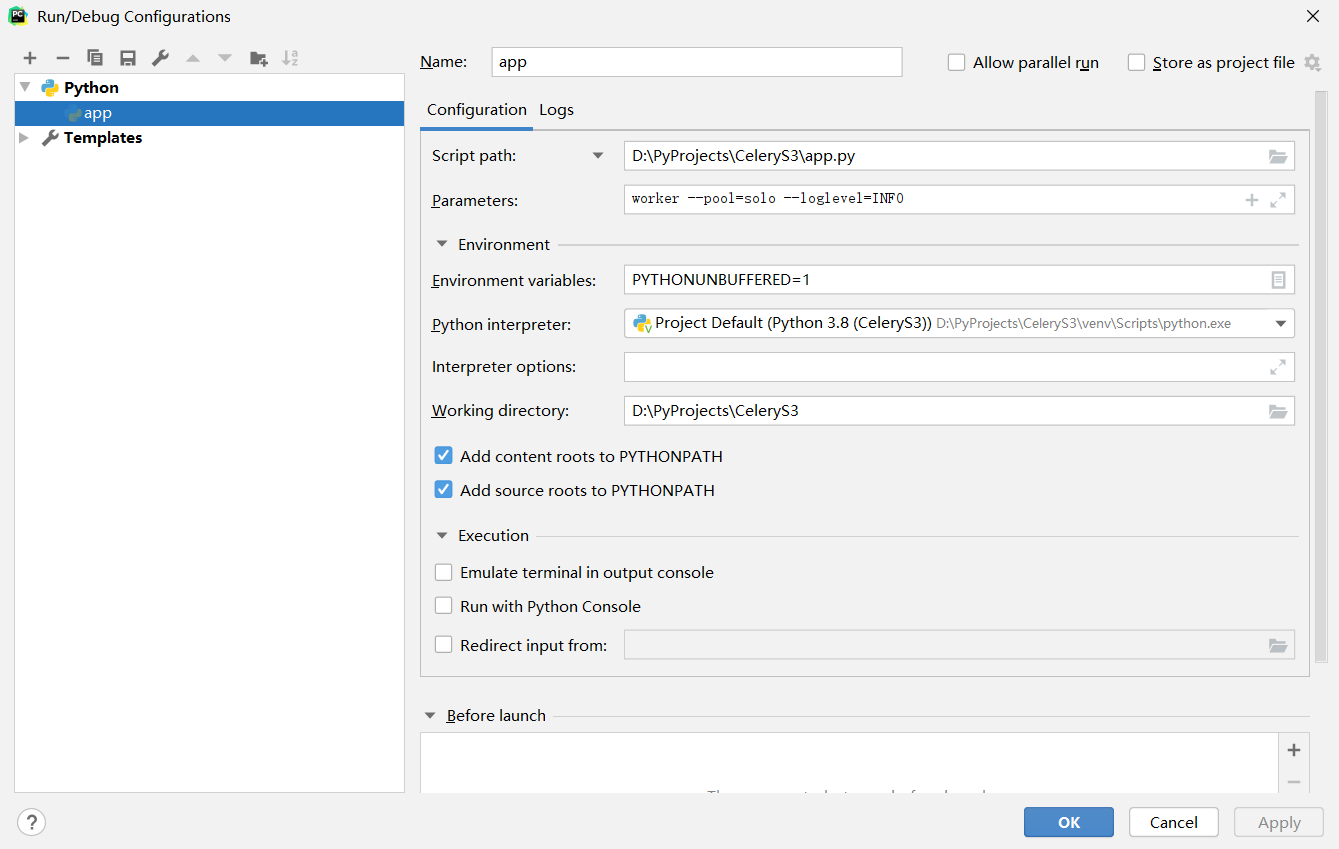 Run/Debug Configurations
Python
app
Templates
Name: app
Allow parallel run
Store as project file
Configuration Logs
Script path: D:\PyProjects\CeleryS3\app.py
Parameters: worker --pool=solo --loglevel=INFO
Environment
Environment variables: PYTHONUNBUFFERED=1
Python interpreter: Project Default (Python 3.8 (CeleryS3)) D:\PyProjects\CeleryS3\venv\Scripts\python.exe
Interpreter options:
Working directory: D:\PyProjects\CeleryS3
Add content roots to PYTHONPATH
Add source roots to PYTHONPATH
Execution
Emulate terminal in output console
Run with Python Console
Redirect input from:
Before launch
? OK Cancel Apply